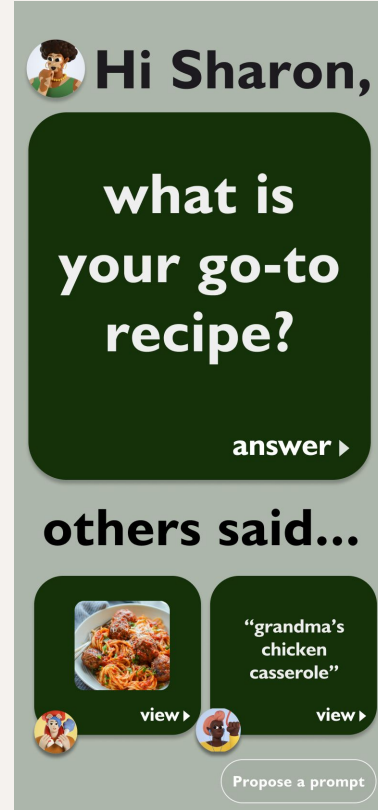 Hi Sharon,
what is
your go-to
recipe?
answer
others said...
view
“grandma’s
chicken
casserole”
view
Propose a prompt